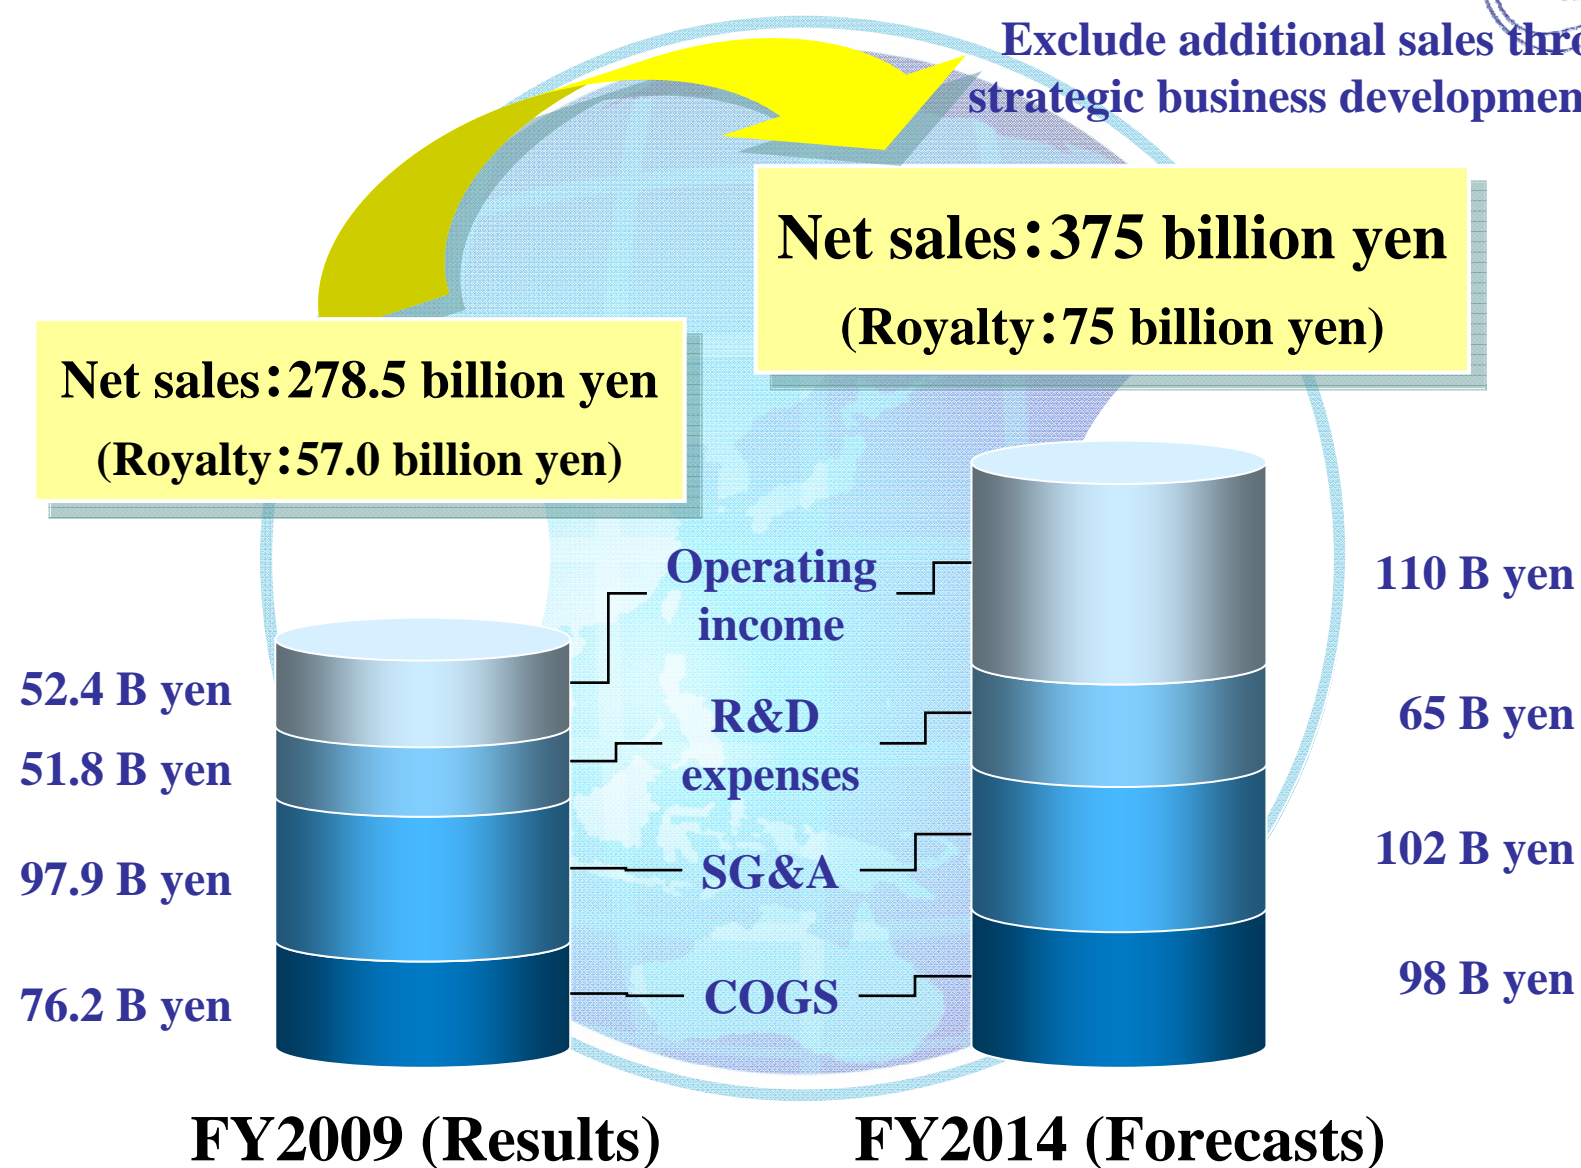 Exclude additional sales
strategic business
Net sales:375 billion yen
(Royalty:75 billion yen)
Net sales:278.5 billion yen
(Royalty:57.0 billion yen)
Operating
income
R&D
expenses
SG&A
COGS
52.4 B yen
51.8 B yen
97.9 B yen
76.2 B yen
110 B yen
65 B yen
102 B yen
98 B yen
FY2009 (Results)
FY2014 (Forecasts)